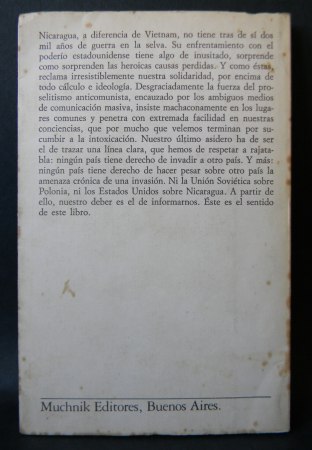 Nicaragua, a diferencia de Vietnam, no tiene tras de sí dos
mil años de guerra en la selva. Su enfrentamiento con el
poderío estadounidense tiene algo de inusitado, sorprende
como sorprenden las heroicas causas perdidas. Y como éstas,
reclama irresistiblemente nuestra solidaridad, por encima de
todo cálculo e ideología. Desgraciadamente la fuerza del pro-
selitismo anticomunista, encauzado por los ambiguos medios
de comunicación masiva, insiste machaconamente en los luga-
res comunes y penetra con extremada facilidad en nuestras
conciencias, que por mucho que velemos terminan por su-
cumbir a la intoxicación. Nuestro último asidero ha de ser
el de trazar una línea clara, que hemos de respetar a rajata-
bla: ningún país tiene derecho de invadir a otro país. Y más:
ningún país tiene derecho de hacer pesar sobre otro país la
amenaza crónica de una invasión. Ni la Unión Soviética sobre
Polonia, ni los Estados Unidos sobre Nicaragua. A partir de
ello, nuestro deber es el de informarnos. Éste es el sentido
de este libro.
Muchnik Editores, Buenos Aires.